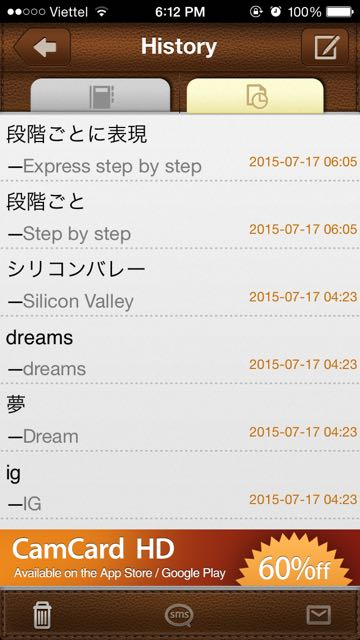 Viettel 6:12 PM 100%
History
段階ごとに表現
—Express step by step 2015-07-17 06:05
段階ごと
—Step by step 2015-07-17 06:05
シリコンバレー
—Silicon Valley 2015-07-17 04:23
dreams
—dreams 2015-07-17 04:23
夢
—Dream 2015-07-17 04:23
ig
—IG 2015-07-17 04:23
CamCard HD
Available on the App Store / Google Play
60%off
sms